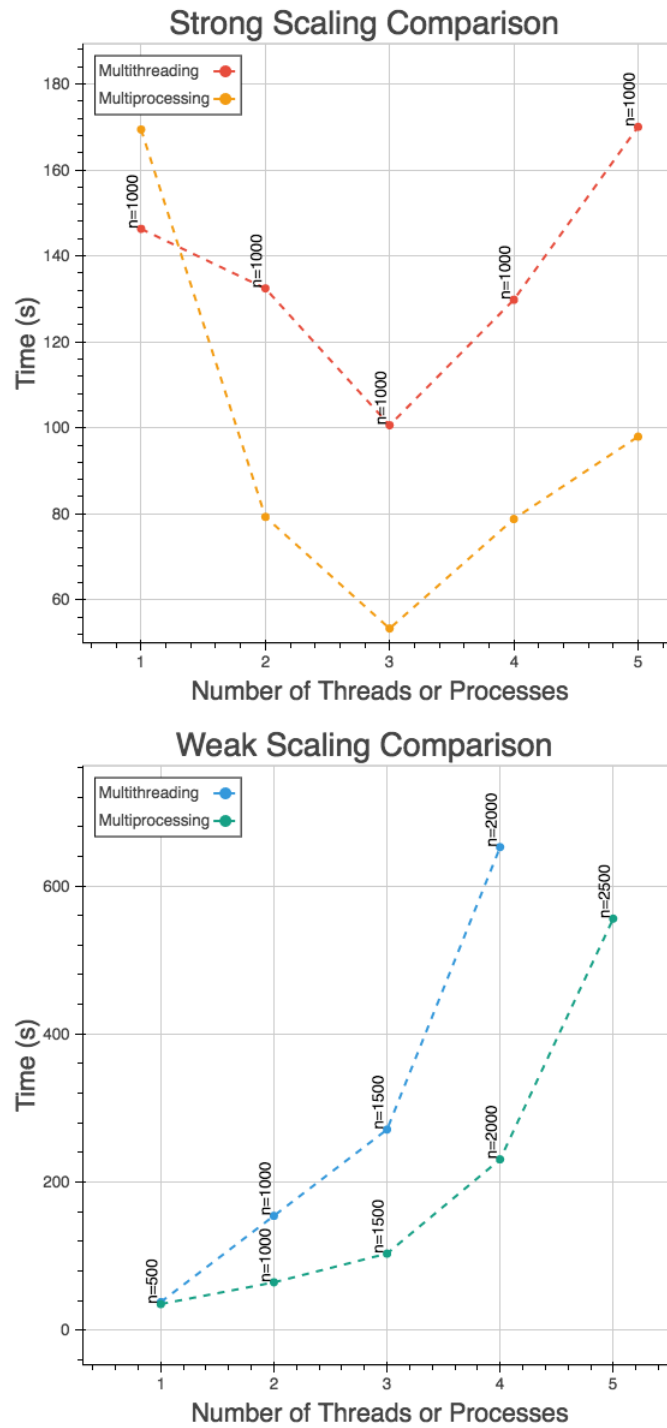 Strong Scaling Comparison
Multithreading
Multiprocessing
180
160
140
120
100
80
60
Time (s)
n=1000
n=1000
n=1000
n=1000
n=1000
1 2 3 4 5
Number of Threads or Processes
Weak Scaling Comparison
Multithreading
Multiprocessing
600
400
200
0
Time (s)
n=500
n=1000
n=1000
n=1500
n=1500
n=2000
n=2000
n=2500
1 2 3 4 5
Number of Threads or Processes